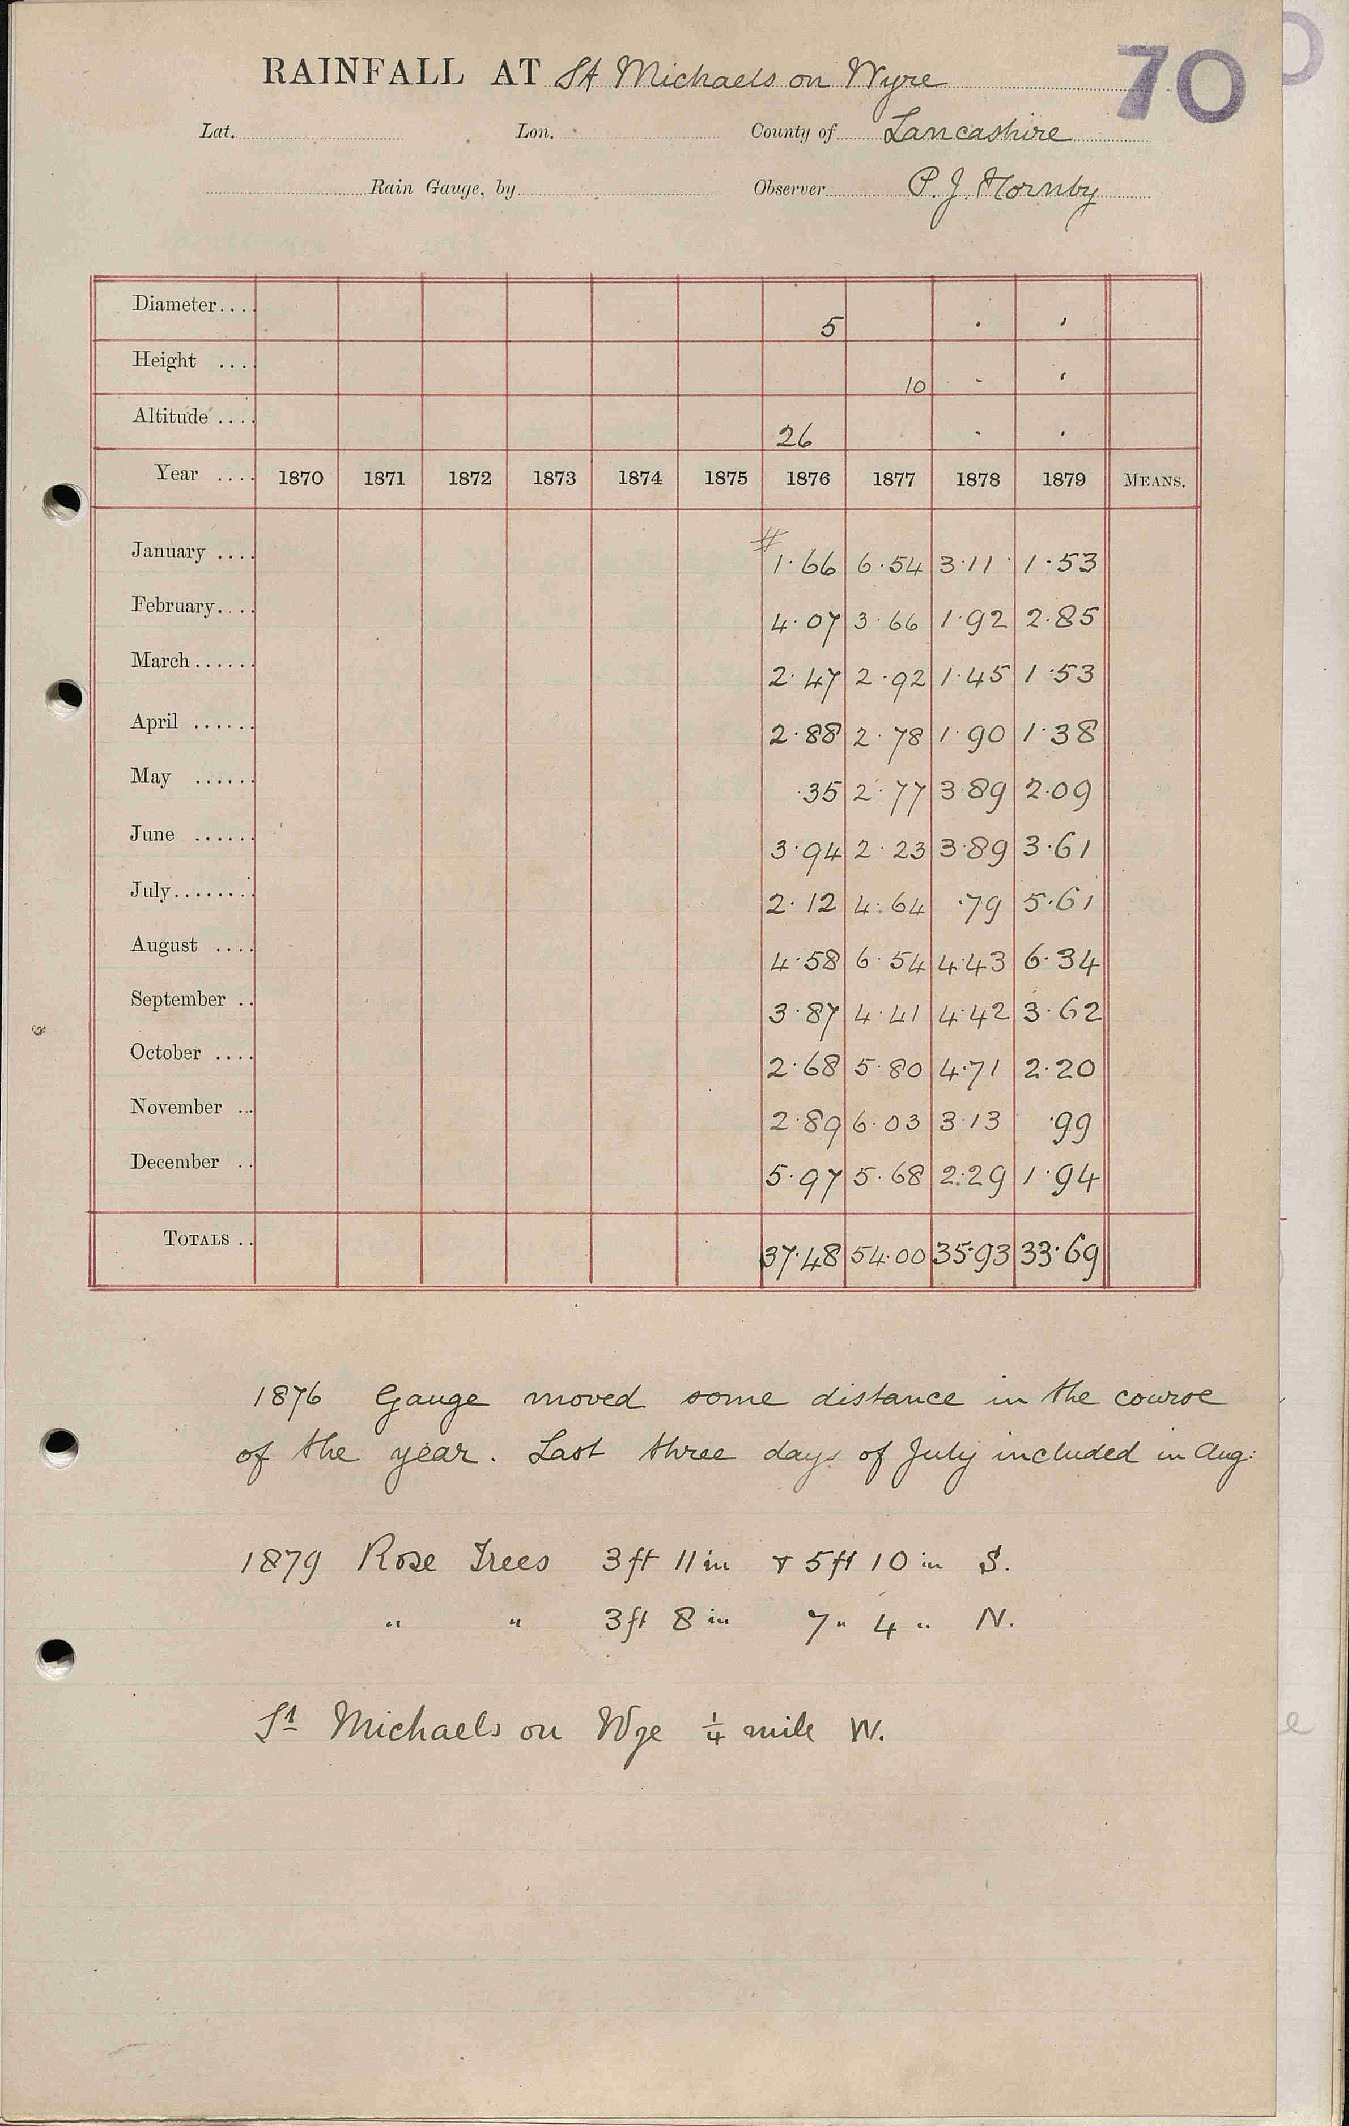 70
RAINFALL AT St Michaels on Wyre
Lat. Lon. County of Lancashire
Rain Gauge, by Observer P. J. Hornby
Diameter.... 5 . '
Height .... 10 - '
Altitude .... 26 . .
Year .... 1870 1871 1872 1873 1874 1875 1876 1877 1878 1879 MEANS.
#
January .... 1·66 6·54 3·11 1·53
February.... 4·07 3·66 1·92 2·85
March...... 2·47 2·92 1·45 1·53
April ...... 2·88 2·78 1·90 1·38
May ...... ·35 2·77 3·89 2·09
June ...... 3·94 2·23 3·89 3·61
July........ 2·12 4·64 ·79 5·61
August .... 4·58 6·54 4·43 6·34
September .. 3·87 4·41 4·42 3·62
October .... 2·68 5·80 4·71 2·20
November .. 2·89 6·03 3·13 ·99
December .. 5·97 5·68 2·29 1·94
TOTALS .. 37·48 54·00 35·93 33·69
1876 Gauge moved some distance in the course
of the year. Last three days of July included in Aug:
1879 Rose Trees 3ft 11in & 5ft 10in S.
" " 3ft 8in 7" 4" N.
St Michaels on Wye ¼ mile W.